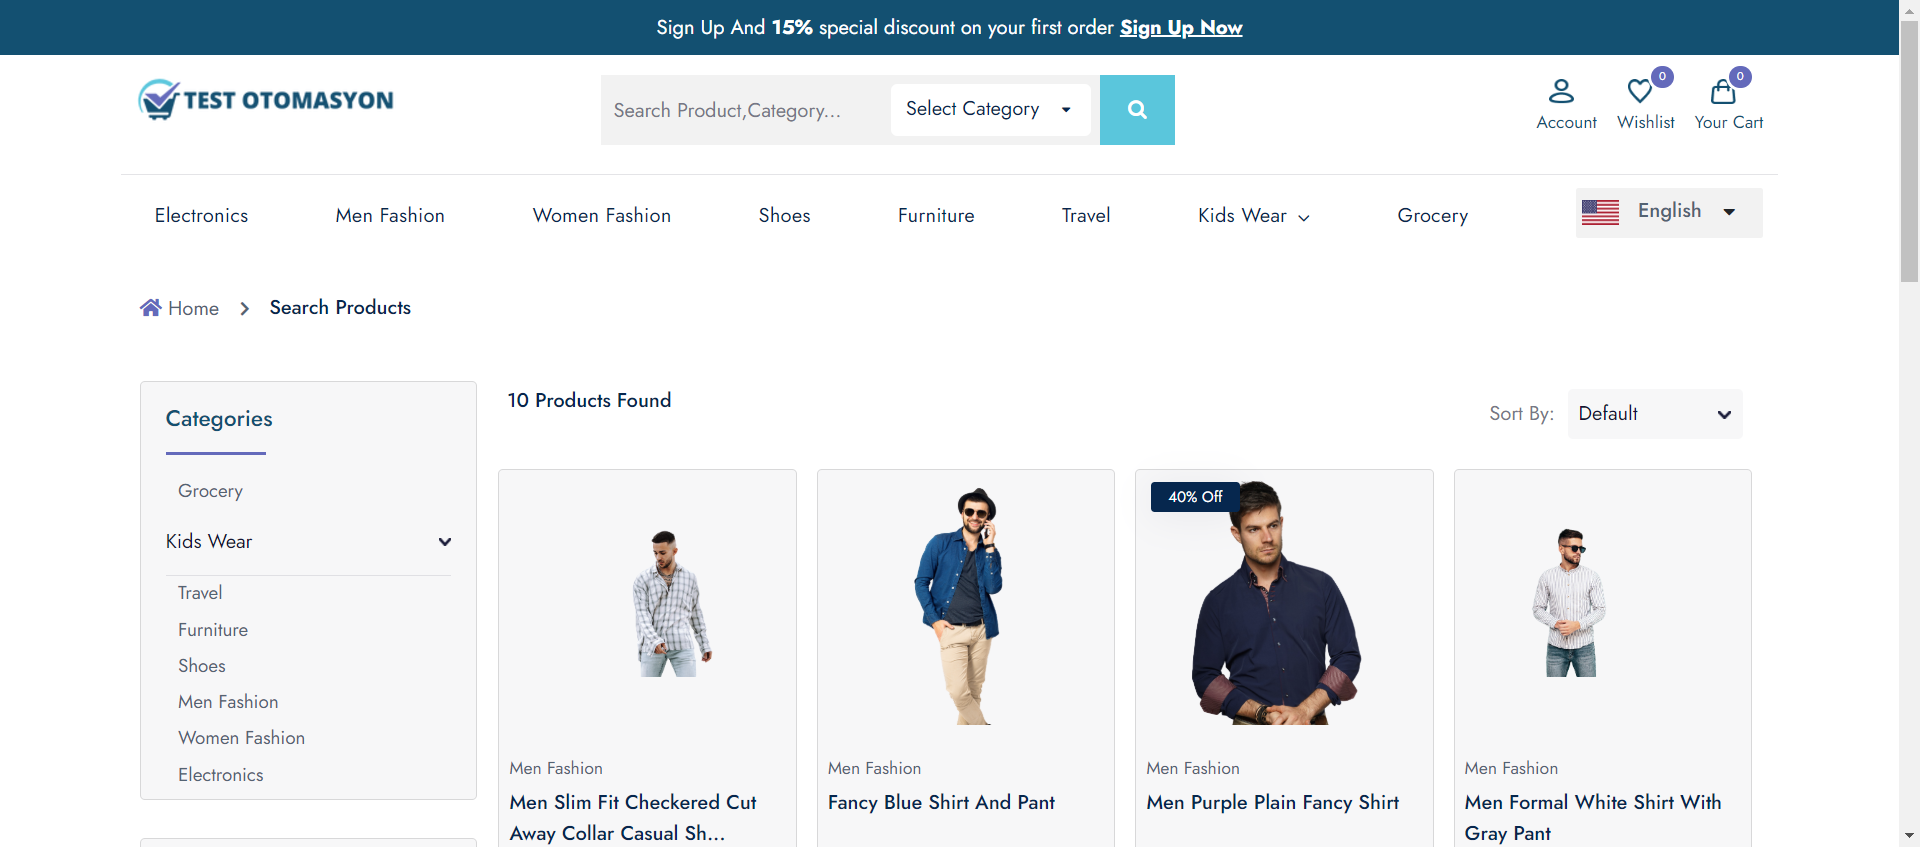 Sign Up And 15% special discount on your first order Sign Up Now
TEST OTOMASYON
Search Product,Category...
Select Category
0
0
Account
Wishlist
Your Cart
Electronics
Men Fashion
Women Fashion
Shoes
Furniture
Travel
Kids Wear
Grocery
English
Home
Search Products
Categories
Grocery
Kids Wear
Travel
Furniture
Shoes
Men Fashion
Women Fashion
Electronics
10 Products Found
Sort By:
Default
Men Fashion
Men Slim Fit Checkered Cut
Away Collar Casual Sh...
Men Fashion
Fancy Blue Shirt And Pant
40% Off
Men Fashion
Men Purple Plain Fancy Shirt
Men Fashion
Men Formal White Shirt With
Gray Pant